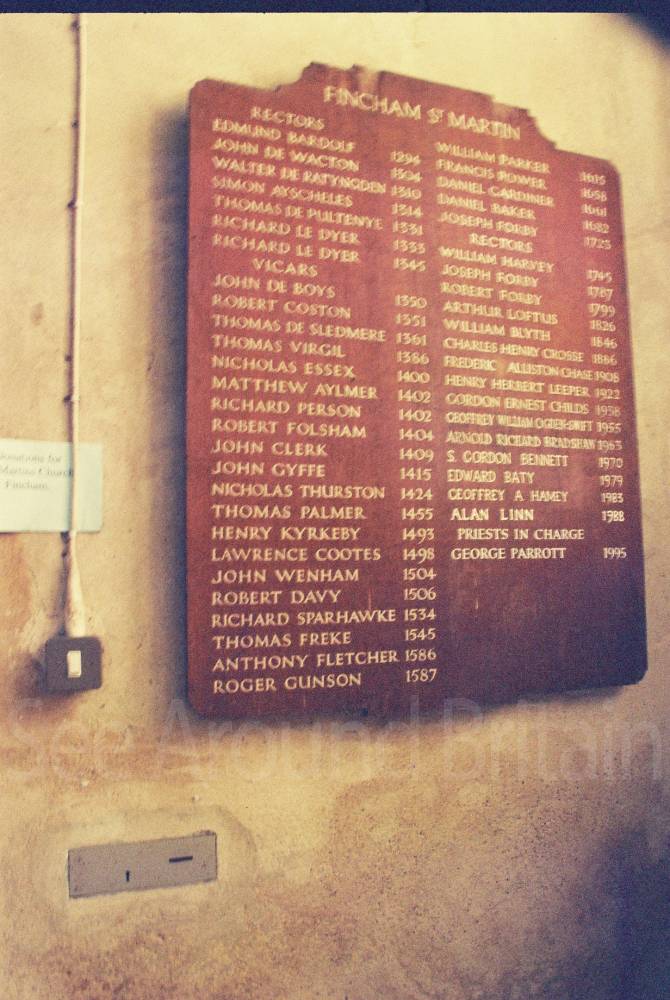 FINCHAM ST MARTIN
RECTORS
EDMUND BARDOLF 1294
JOHN DE WACTON 1304
WALTER DE RATYNGDEN 1310
SIMON AYSCHELES 1314
THOMAS DE PULTENYE 1331
RICHARD LE DYER 1333
RICHARD LE DYER 1345
VICARS
JOHN DE BOYS 1350
ROBERT COSTON 1351
THOMAS DE SLEDMERE 1361
THOMAS VIRGIL 1386
NICHOLAS ESSEX 1400
MATTHEW AYLMER 1402
RICHARD PERSON 1402
ROBERT FOLSHAM 1404
JOHN CLERK 1409
JOHN GYFFE 1415
NICHOLAS THURSTON 1424
THOMAS PALMER 1455
HENRY KYRKEBY 1493
LAWRENCE COOTES 1498
JOHN WENHAM 1504
ROBERT DAVY 1506
RICHARD SPARHAWKE 1534
THOMAS FREKE 1545
ANTHONY FLETCHER 1586
ROGER GUNSON 1587
WILLIAM PARKER
FRANCIS POWER 1658
DANIEL GARDINER 1661
DANIEL BAKER 1682
JOSEPH FORBY 1723
RECTORS
WILLIAM HARVEY 1745
JOSEPH FORBY 1787
ROBERT FORBY 1799
ARTHUR LOFTUS 1826
WILLIAM BLYTH 1846
CHARLES HENRY CROSSE 1886
FREDERIC ALLISTON CHASE 1908
HENRY HERBERT LEEPER 1922
GORDON ERNEST CHILDS 1938
GEOFFREY WILLIAM OGDEN-SWIFT 1955
ARNOLD RICHARD BRADSHAW 1963
S. GORDON BENNETT 1970
EDWARD BATY 1979
GEOFFREY A HAMEY 1983
ALAN LINN 1988
PRIESTS IN CHARGE
GEORGE PARROTT 1995
Donations for
Martins Church
Fincham.
See Around Britain